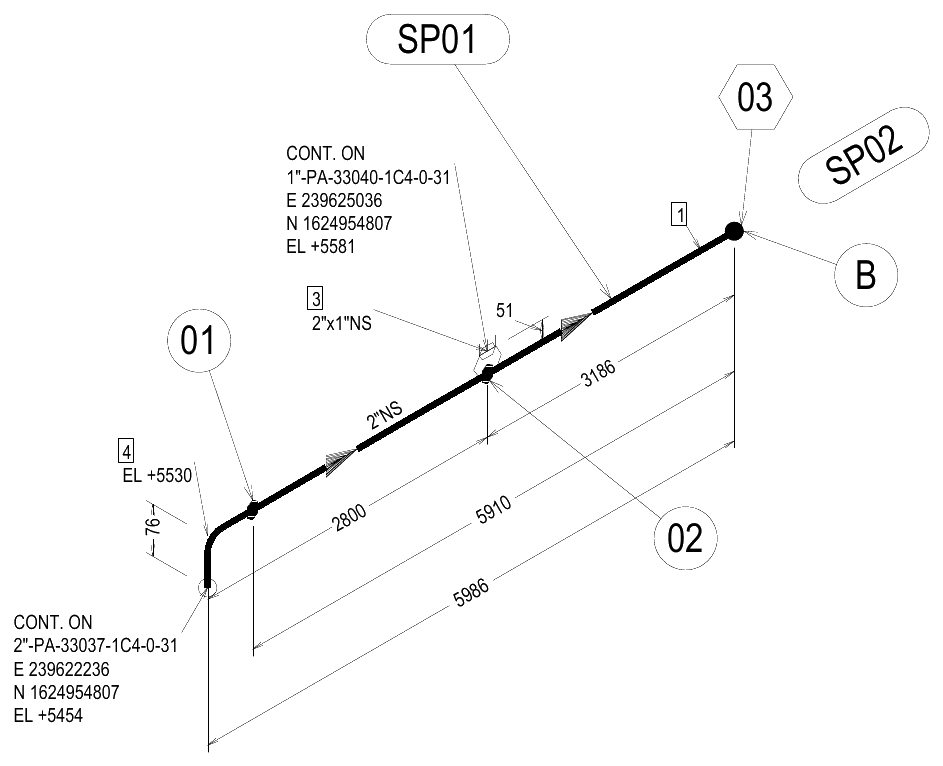 SP01
03
SP02
CONT. ON
1"-PA-33040-1C4-0-31
E 239625036
N 1624954807
EL +5581
1
B
3
2"x1"NS
51
01
3186
2"NS
4
EL +5530
76
2800
5910
02
5986
CONT. ON
2"-PA-33037-1C4-0-31
E 239622236
N 1624954807
EL +5454